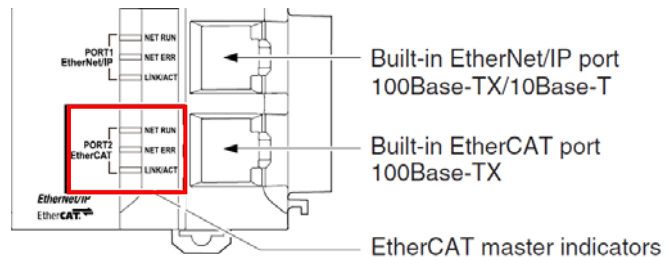 PORT1
EtherNet/IP
NET RUN
NET ERR
LINK/ACT
Built-in EtherNet/IP port
100Base-TX/10Base-T
PORT2
EtherCAT
NET RUN
NET ERR
LINK/ACT
Built-in EtherCAT port
100Base-TX
EtherNet/IP
EtherCAT
EtherCAT master indicators